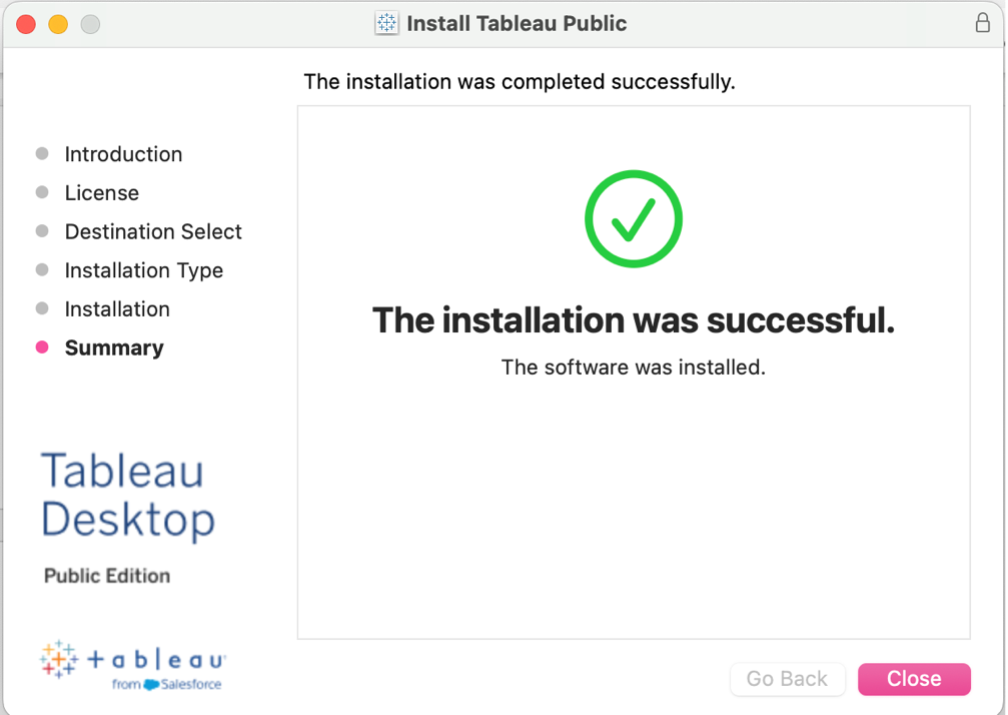 Install Tableau Public
The installation was completed successfully.
Introduction
License
Destination Select
Installation Type
Installation
Summary
The installation was successful.
The software was installed.
Tableau
Desktop
Public Edition
+ a b l e a u
from Salesforce
Go Back
Close